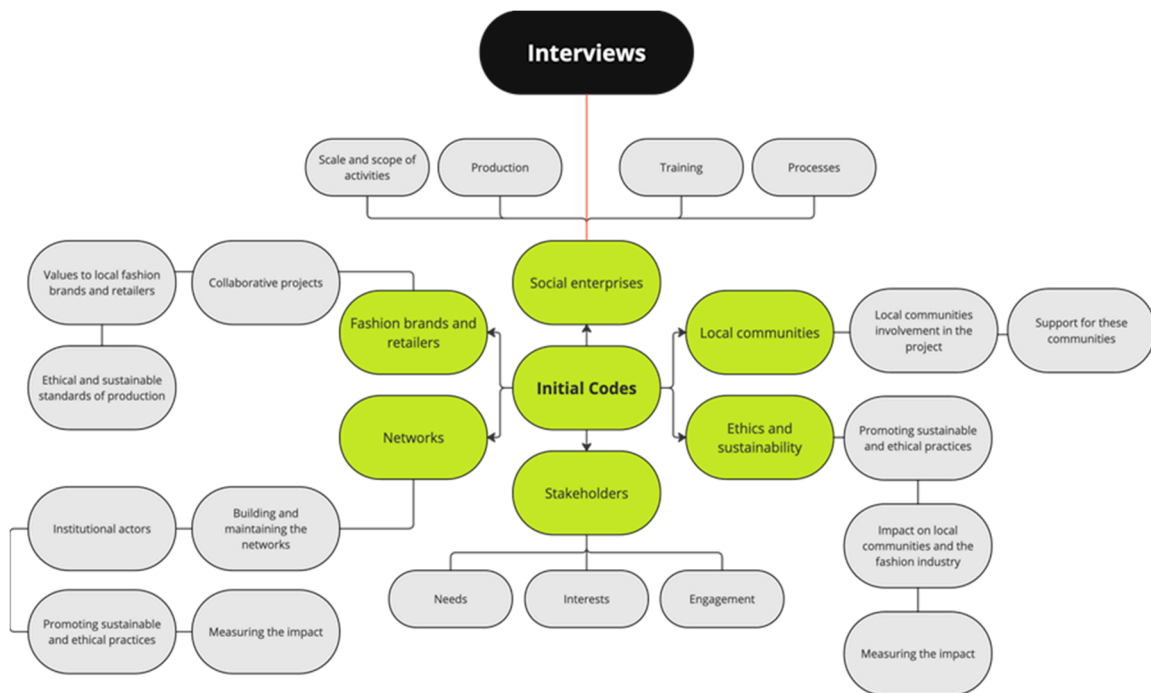 Interviews
Scale and scope of
activities
Production
Training
Processes
Values to local fashion
brands and retailers
Collaborative projects
Social enterprises
Fashion brands and
retailers
Local communities
Local communities
involvement in the
project
Support for these
communities
Ethical and sustainable
standards of production
Initial Codes
Networks
Ethics and
sustainability
Promoting sustainable
and ethical practices
Stakeholders
Institutional actors
Building and
maintaining the
networks
Impact on local
communities and the
fashion industry
Needs
Interests
Engagement
Promoting sustainable
and ethical practices
Measuring the impact
Measuring the impact